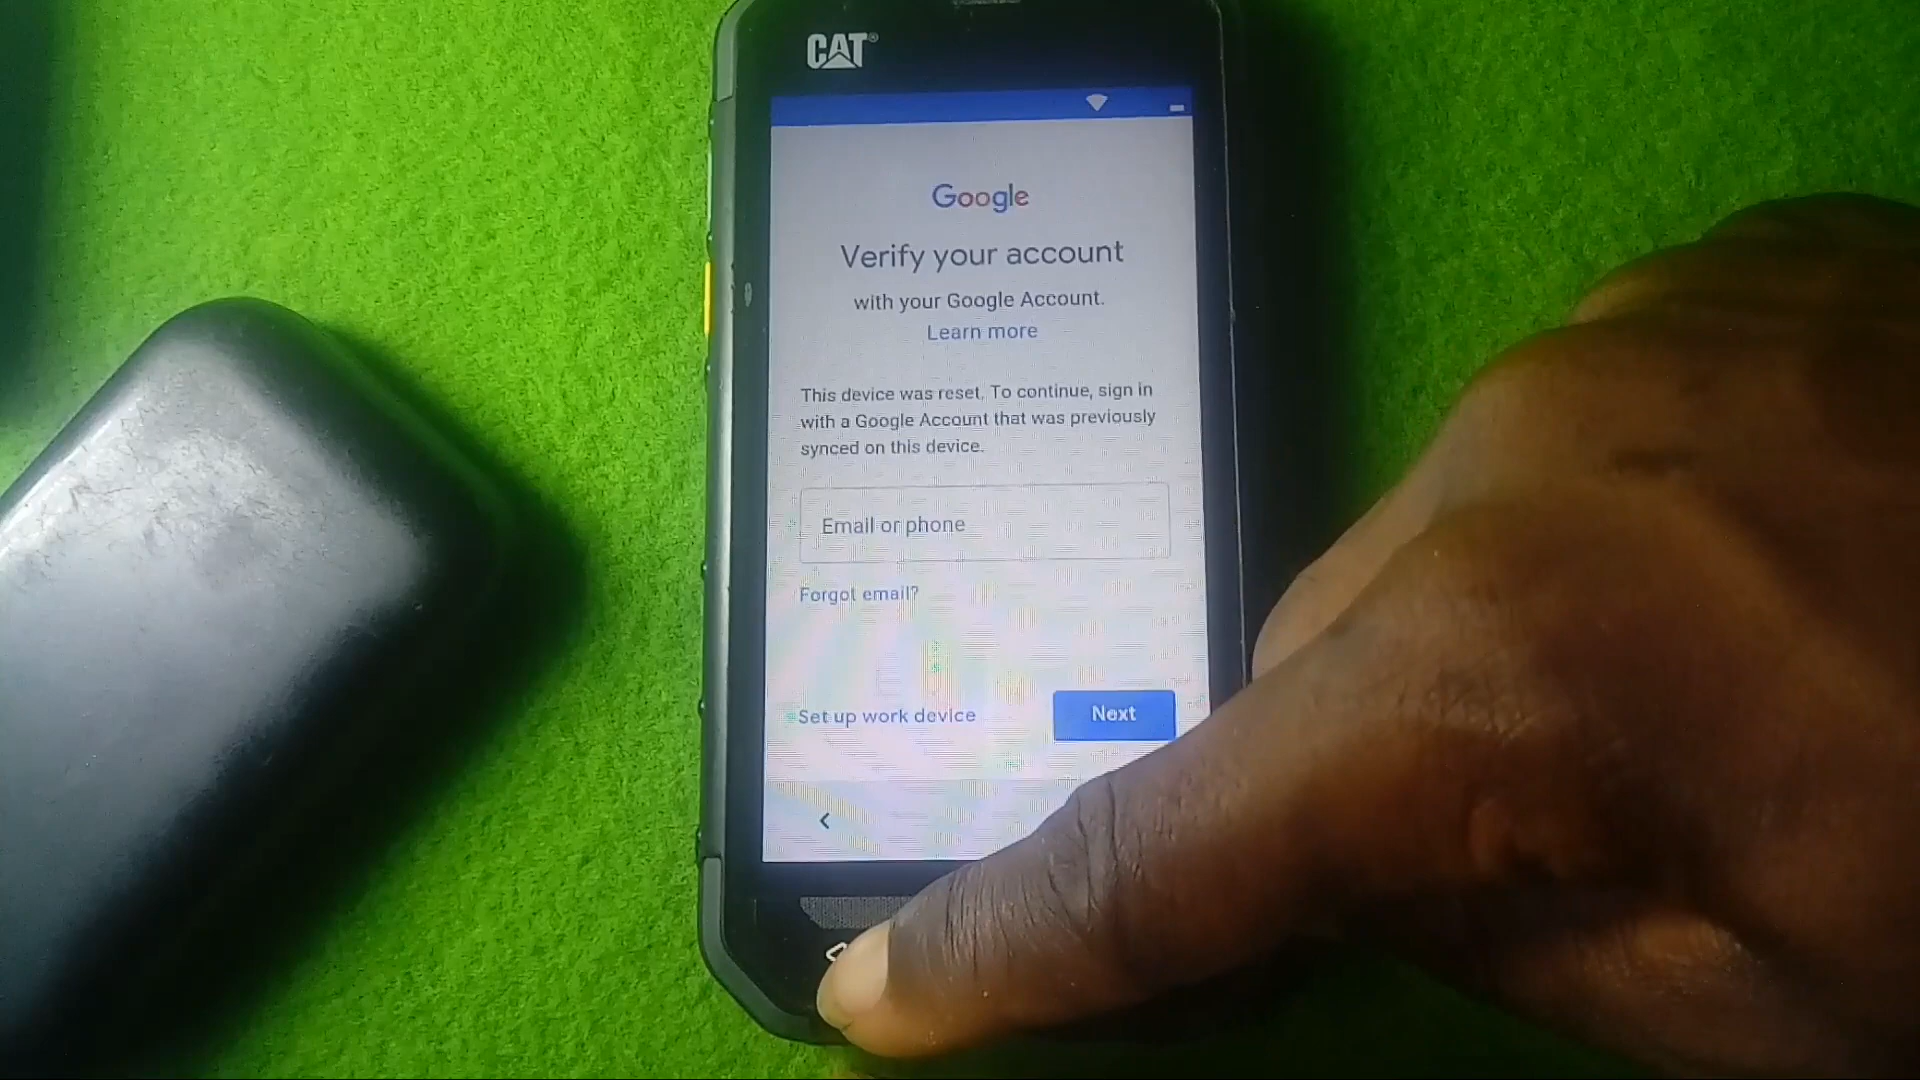 CAT®
Google
Verify your account
with your Google Account.
Learn more
This device was reset. To continue, sign in
with a Google Account that was previously
synced on this device.
Email or phone
Forgot email?
Set up work device
Next